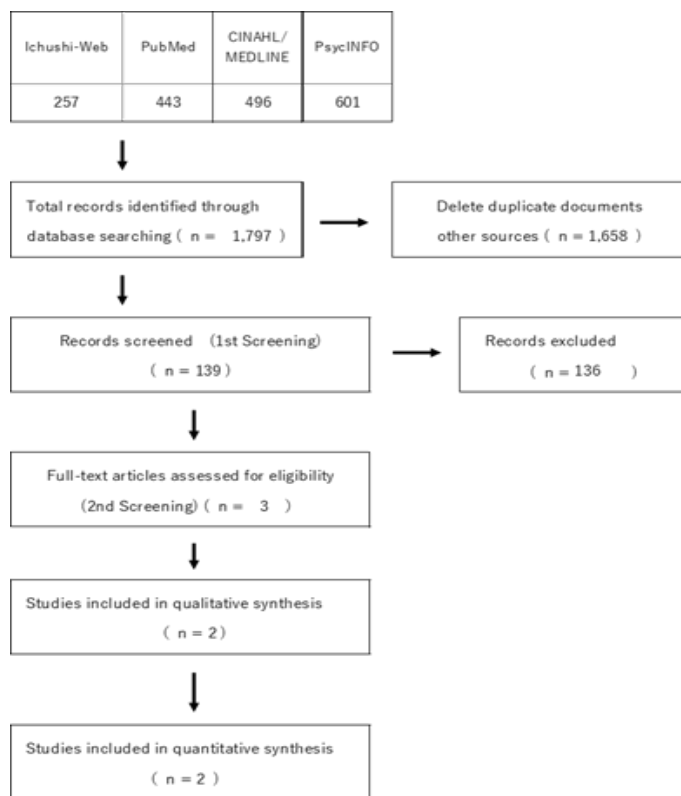 Ichushi-Web PubMed CINAHL/ PsycINFO
MEDLINE
257 443 496 601
Total records identified through
database searching ( n = 1,797 )
Delete duplicate documents
other sources ( n = 1,658 )
Records screened (1st Screening)
( n = 139 )
Records excluded
( n = 136 )
Full-text articles assessed for eligibility
(2nd Screening) ( n = 3 )
Studies included in qualitative synthesis
( n = 2 )
Studies included in quantitative synthesis
( n = 2 )